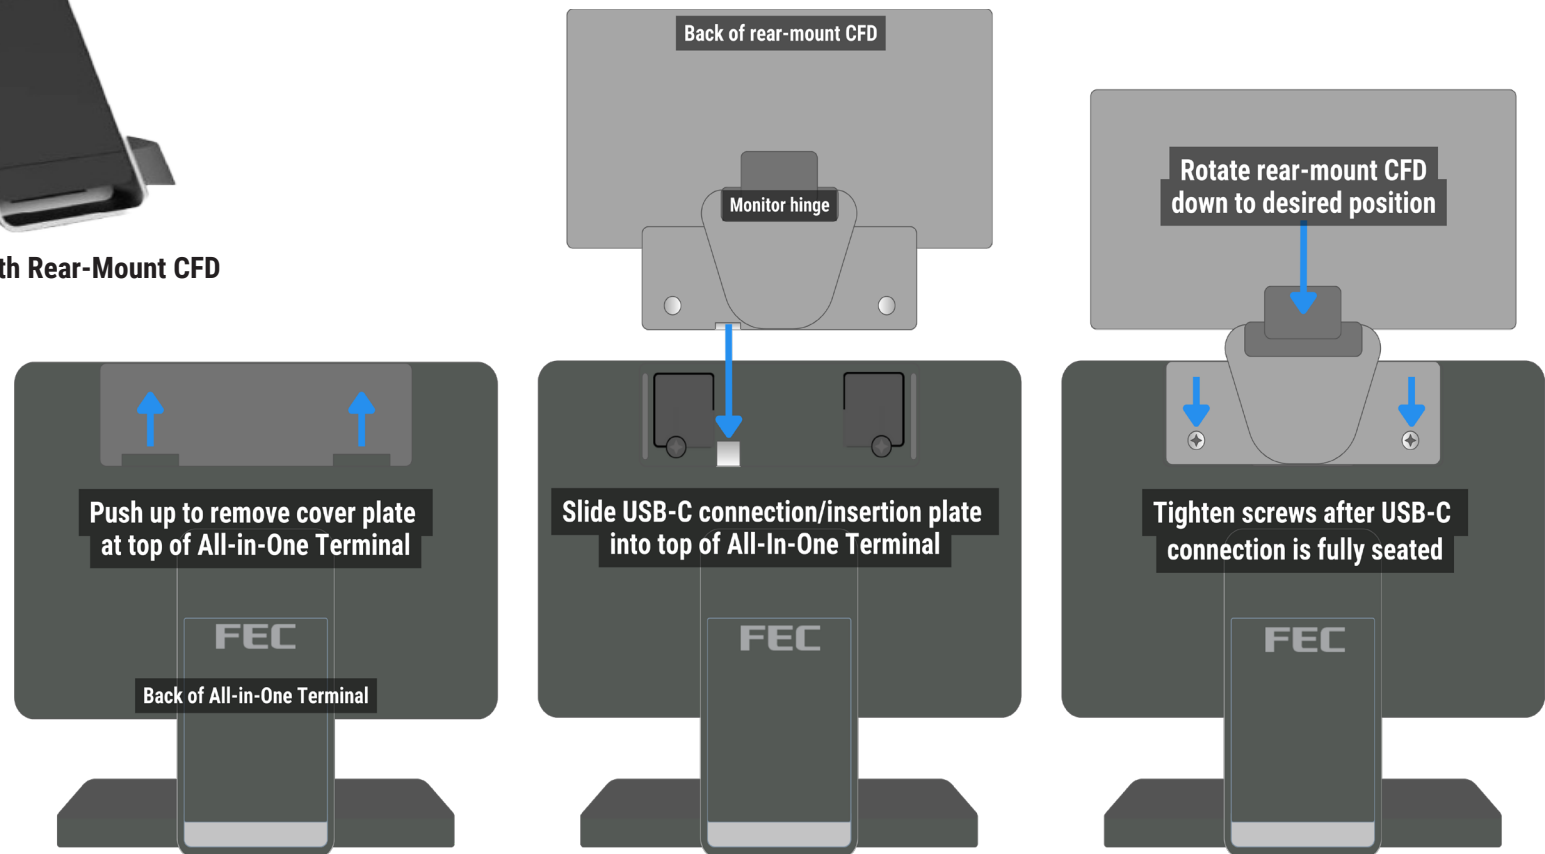 th Rear-Mount CFD
Push up to remove cover plate
at top of All-in-One Terminal
FEC
Back of All-in-One Terminal
Back of rear-mount CFD
Monitor hinge
Slide USB-C connection/insertion plate
into top of All-In-One Terminal
FEC
Rotate rear-mount CFD
down to desired position
Tighten screws after USB-C
connection is fully seated
FEC